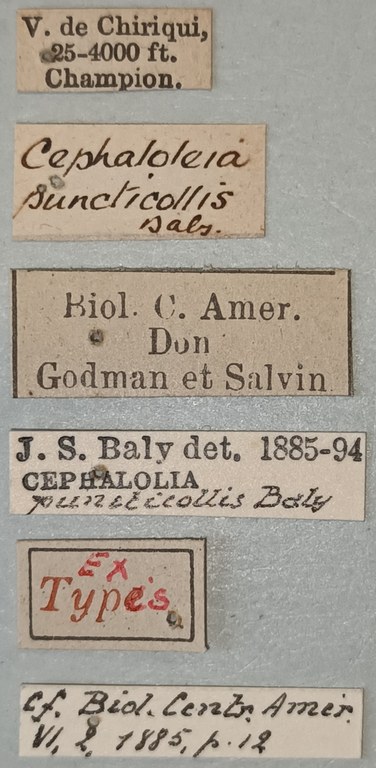 V. de Chiriqui,
25-4000 ft.
Champion.
Cephaloleia
puncticollis
Baly.
Biol. C. Amer.
Don
Godman et Salvin
J. S. Baly det. 1885-94
CEPHALOLIA
puncticollis Baly
Ex
Types
Cf. Biol. Centr. Amer.
VI, 2, 1885, p. 12